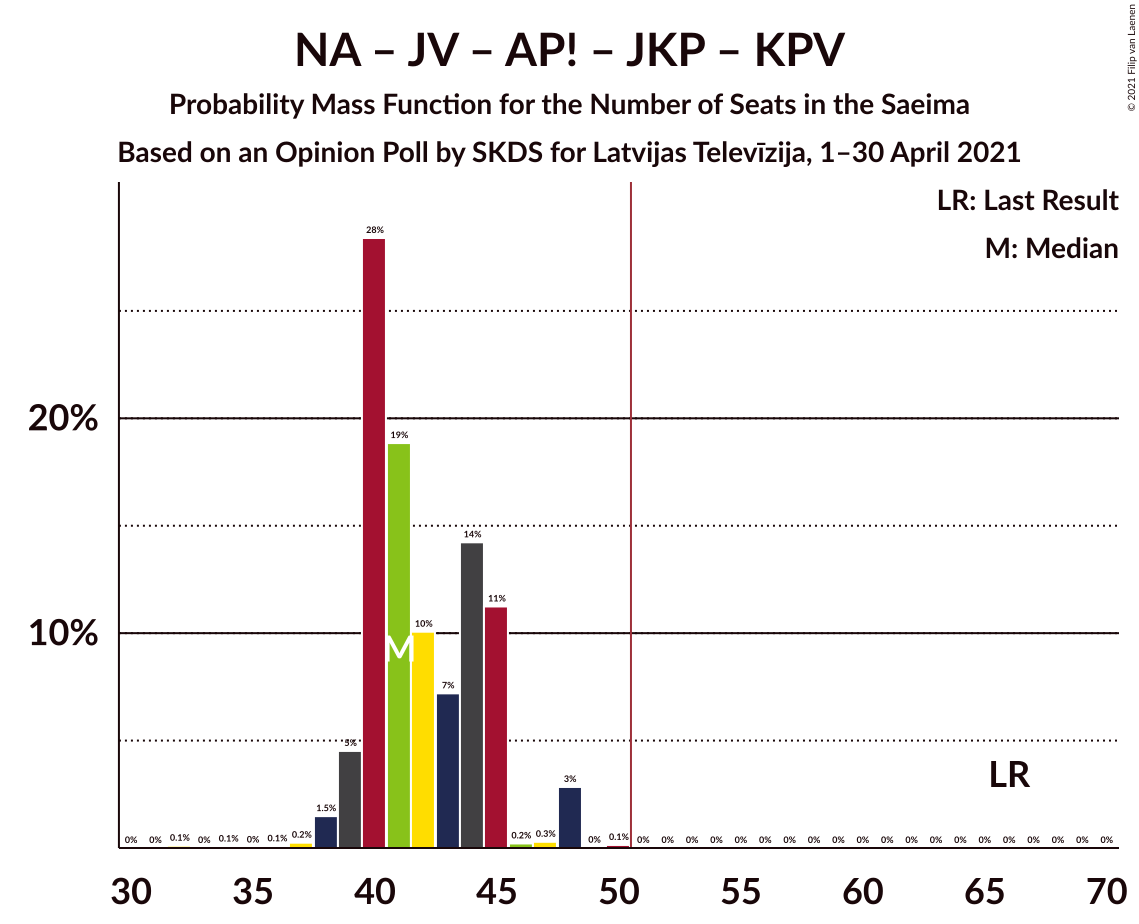 NA – JV – AP! – JKP – KPV
Probability Mass Function for the Number of Seats in the Saeima
Based on an Opinion Poll by SKDS for Latvijas Televīzija, 1–30 April 2021
© 2021 Filip van Laenen
LR: Last Result
M: Median
20%
10%
0% 0% 0.1% 0% 0.1% 0% 0.1% 0.2% 1.5% 5% 28% 19% 10% 7% 14% 11% 0.2% 0.3% 3% 0% 0.1% 0% 0% 0% 0% 0% 0% 0% 0% 0% 0% 0% 0% 0% 0% 0% 0% 0% 0% 0% 0%
M
LR
30 35 40 45 50 55 60 65 70